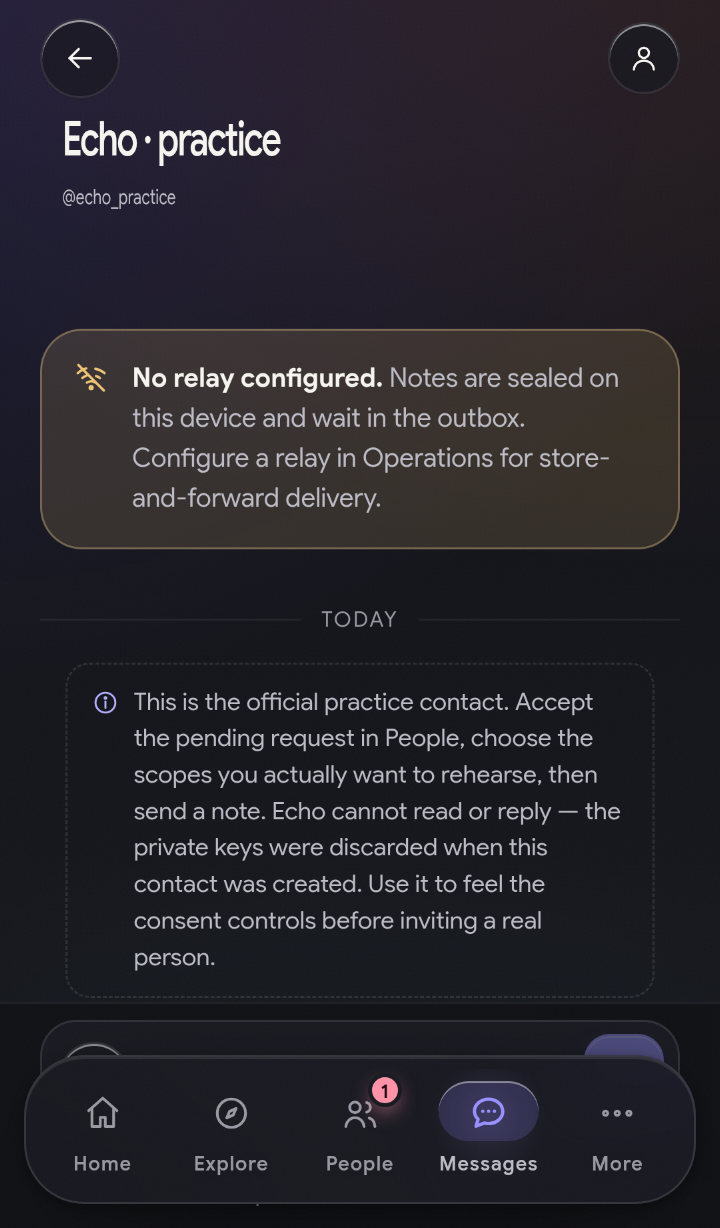 Echo · practice
@echo_practice
No relay configured. Notes are sealed on
this device and wait in the outbox.
Configure a relay in Operations for store-
and-forward delivery.
TODAY
This is the official practice contact. Accept
the pending request in People, choose the
scopes you actually want to rehearse, then
send a note. Echo cannot read or reply — the
private keys were discarded when this
contact was created. Use it to feel the
consent controls before inviting a real
person.
1
Home Explore People Messages More